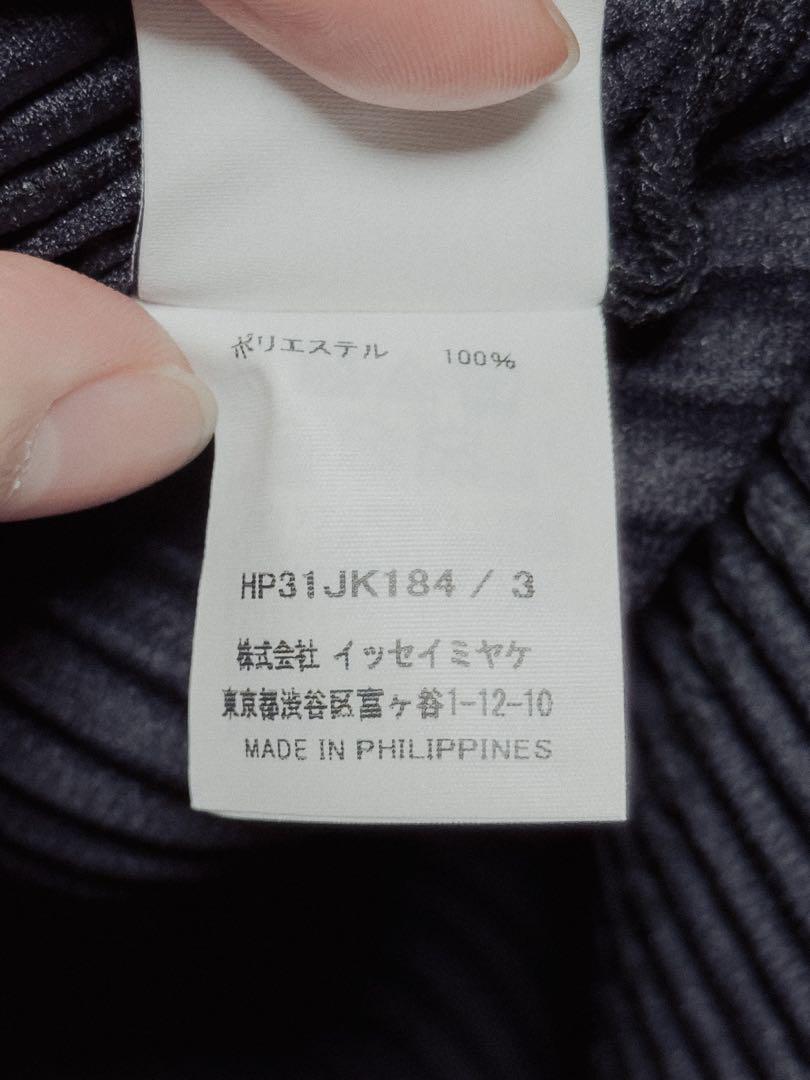 ポリエステル 100%
HP31JK184 / 3
株式会社 イッセイミヤケ
東京都渋谷区富ヶ谷1-12-10
MADE IN PHILIPPINES